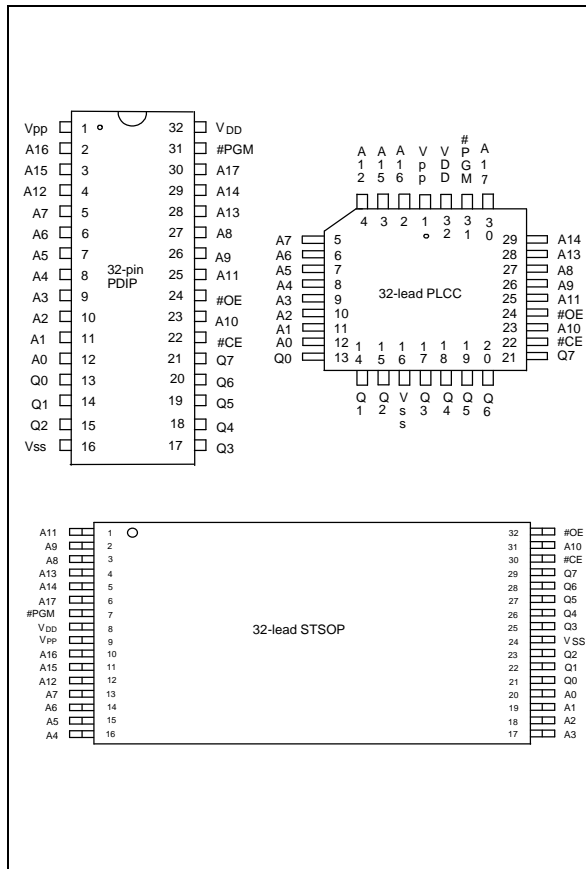 Vpp 1 32 VDD
A16 2 31 #PGM
A15 3 30 A17
A12 4 29 A14
A7 5 28 A13
A6 6 27 A8
A5 7 26 A9
32-pin
PDIP
A4 8 25 A11
A3 9 24 #OE
A2 10 23 A10
A1 11 22 #CE
A0 12 21 Q7
Q0 13 20 Q6
Q1 14 19 Q5
Q2 15 18 Q4
Vss 16 17 Q3
A12 A15 A16 Vpp VDD #PGM A17
4 3 2 1 32 31 30
A7 5 29 A14
A6 6 28 A13
A5 7 27 A8
A4 8 26 A9
32-lead PLCC
A3 9 25 A11
A2 10 24 #OE
A1 11 23 A10
A0 12 22 #CE
Q0 13 21 Q7
14 15 16 17 18 19 20
Q1 Q2 Vss Q3 Q4 Q5 Q6
A11 1 32 #OE
A9 2 31 A10
A8 3 30 #CE
A13 4 29 Q7
A14 5 28 Q6
A17 6 27 Q5
#PGM 7 26 Q4
VDD 8 25 Q3
32-lead STSOP
VPP 9 24 VSS
A16 10 23 Q2
A15 11 22 Q1
A12 12 21 Q0
A7 13 20 A0
A6 14 19 A1
A5 15 18 A2
A4 16 17 A3